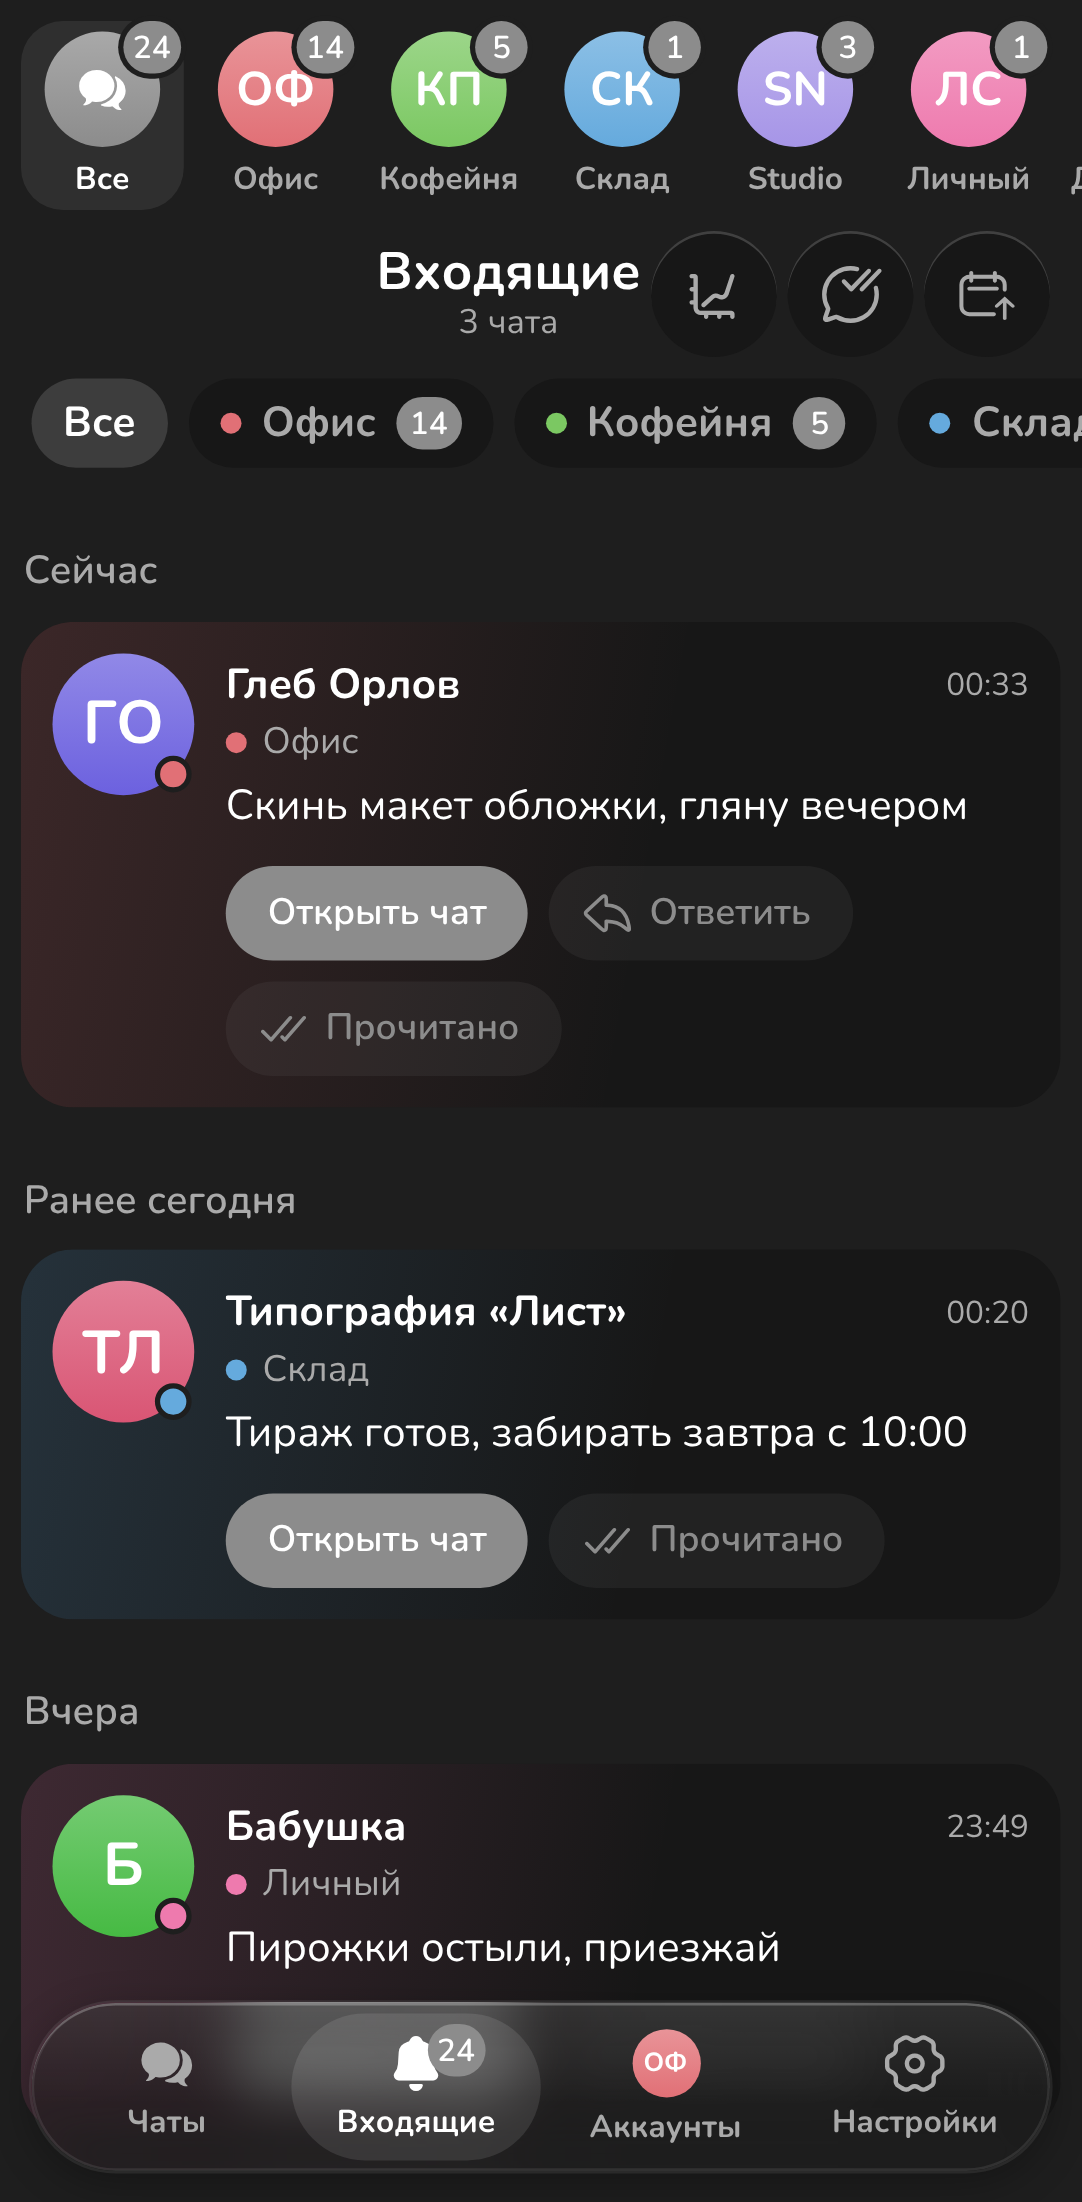 24
14
5
1
3
1
ОФ
КП
СК
SN
ЛС
Все
Офис
Кофейня
Склад
Studio
Личный
Входящие
3 чата
Все
Офис 14
Кофейня 5
Склад
Сейчас
ГО
Глеб Орлов
00:33
Офис
Скинь макет обложки, гляну вечером
Открыть чат
Ответить
Прочитано
Ранее сегодня
ТЛ
Типография «Лист»
00:20
Склад
Тираж готов, забирать завтра с 10:00
Открыть чат
Прочитано
Вчера
Б
Бабушка
23:49
Личный
Пирожки остыли, приезжай
24
ОФ
Чаты
Входящие
Аккаунты
Настройки